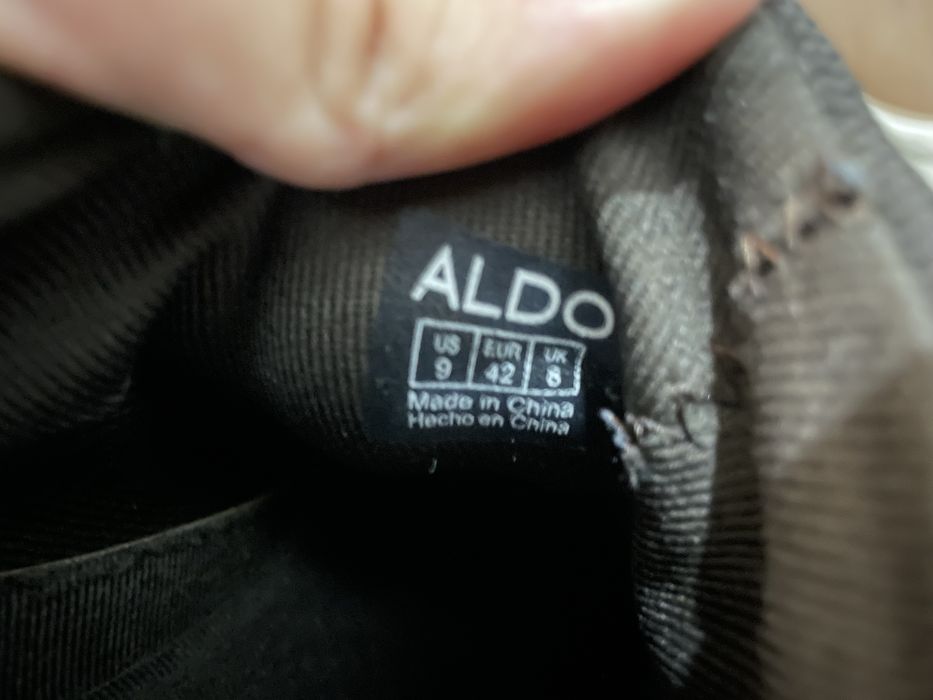 ALDO
US EUR UK
9 42 8
Made in China
Hecho en China